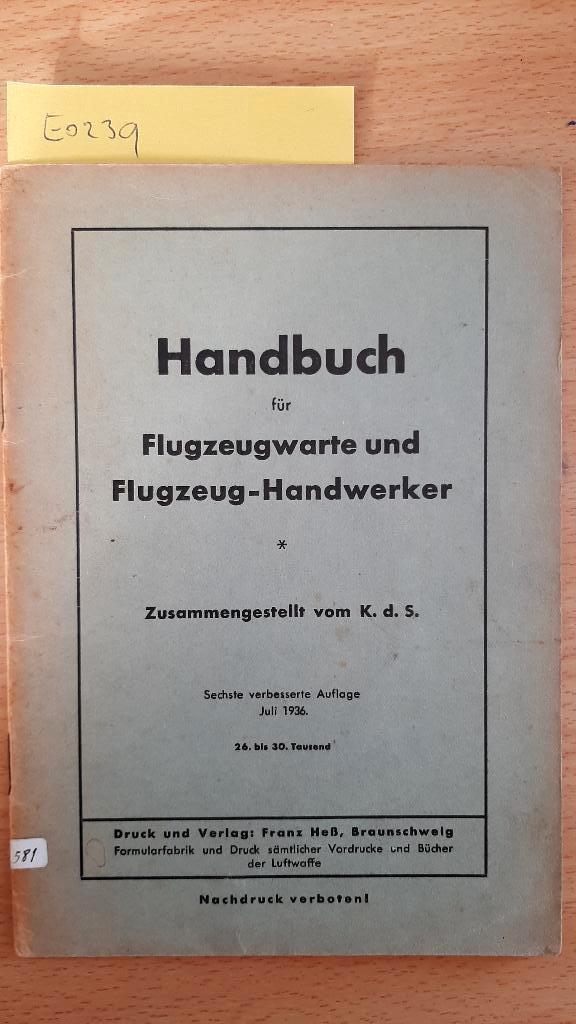 E0239
Handbuch
für
Flugzeugwarte und
Flugzeug-Handwerker
*
Zusammengestellt vom K. d. S.
Sechste verbesserte Auflage
Juli 1936.
26. bis 30. Tausend
Druck und Verlag: Franz Heß, Braunschweig
Formularfabrik und Druck sämtlicher Vordrucke und Bücher
der Luftwaffe
581
Nachdruck verboten!